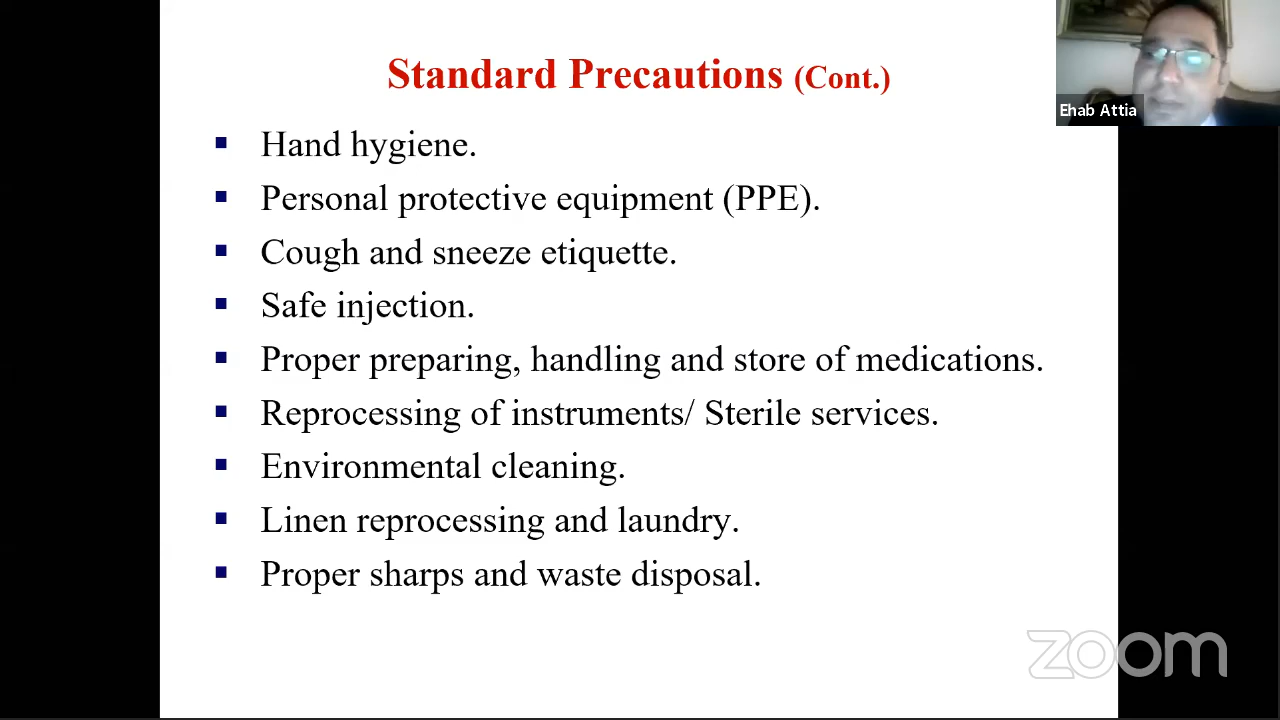 Standard Precautions (Cont.)
Ehab Attia
▪ Hand hygiene.
▪ Personal protective equipment (PPE).
▪ Cough and sneeze etiquette.
▪ Safe injection.
▪ Proper preparing, handling and store of medications.
▪ Reprocessing of instruments/ Sterile services.
▪ Environmental cleaning.
▪ Linen reprocessing and laundry.
▪ Proper sharps and waste disposal.
zoom